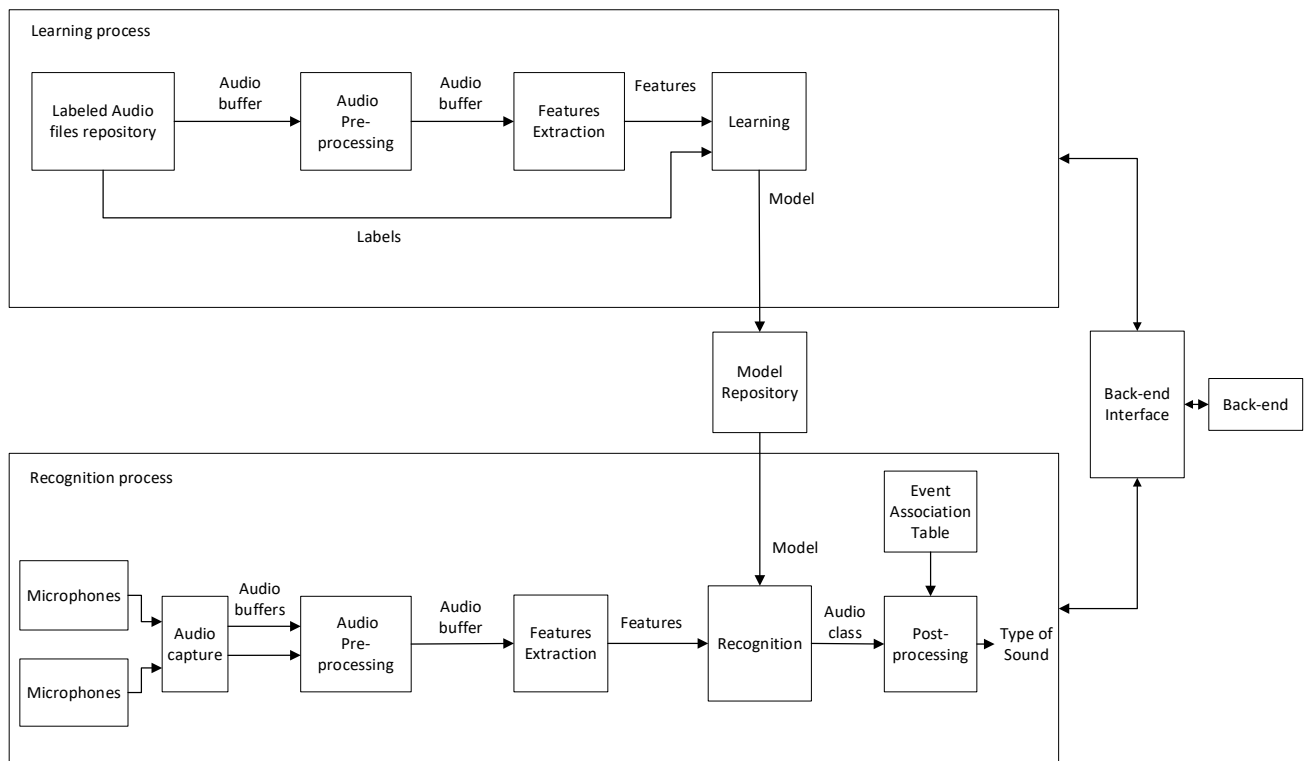 Learning process
Labeled Audio
files repository
Audio
buffer
Audio
Pre-
processing
Audio
buffer
Features
Extraction
Features
Learning
Labels
Model
Model
Repository
Back-end
Interface
Back-end
Recognition process
Microphones
Microphones
Audio
capture
Audio
buffers
Audio
Pre-
processing
Audio
buffer
Features
Extraction
Features
Model
Recognition
Audio
class
Event
Association
Table
Post-
processing
Type of
Sound